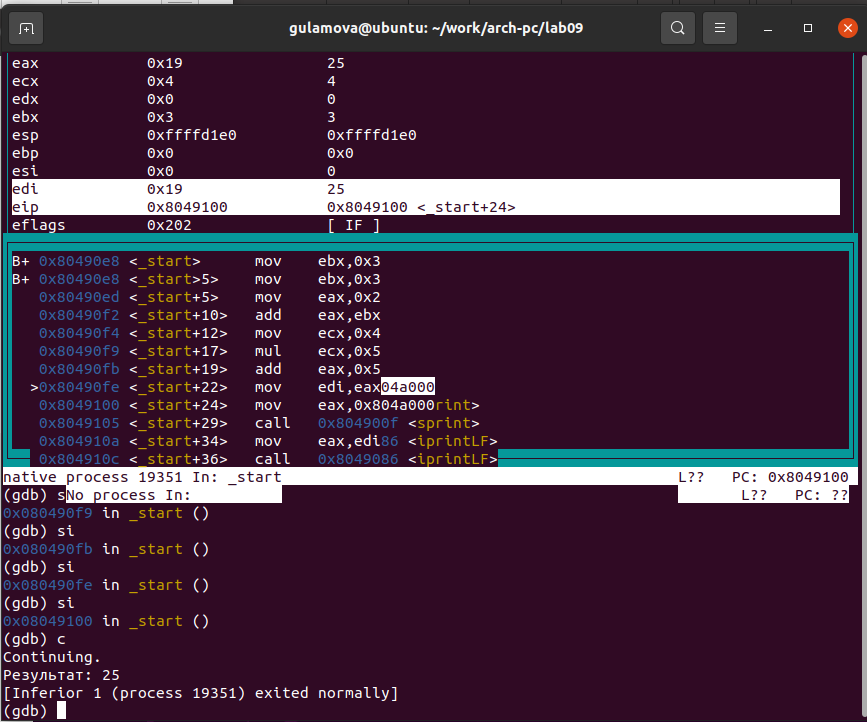 gulamova@ubuntu: ~/work/arch-pc/lab09
eax 0x19 25
ecx 0x4 4
edx 0x0 0
ebx 0x3 3
esp 0xffffd1e0 0xffffd1e0
ebp 0x0 0x0
esi 0x0 0
edi 0x19 25
eip 0x8049100 0x8049100 <_start+24>
eflags 0x202 [ IF ]
B+ 0x80490e8 <_start> mov ebx,0x3
B+ 0x80490e8 <_start>5> mov ebx,0x3
0x80490ed <_start+5> mov eax,0x2
0x80490f2 <_start+10> add eax,ebx
0x80490f4 <_start+12> mov ecx,0x4
0x80490f9 <_start+17> mul ecx,0x5
0x80490fb <_start+19> add eax,0x5
>0x80490fe <_start+22> mov edi,eax04a000
0x8049100 <_start+24> mov eax,0x804a000rint>
0x8049105 <_start+29> call 0x804900f <sprint>
0x804910a <_start+34> mov eax,edi86 <iprintLF>
0x804910c <_start+36> call 0x8049086 <iprintLF>
native process 19351 In: _start L?? PC: 0x8049100
(gdb) sNo process In: L?? PC: ??
0x080490f9 in _start ()
(gdb) si
0x080490fb in _start ()
(gdb) si
0x080490fe in _start ()
(gdb) si
0x08049100 in _start ()
(gdb) c
Continuing.
Результат: 25
[Inferior 1 (process 19351) exited normally]
(gdb)